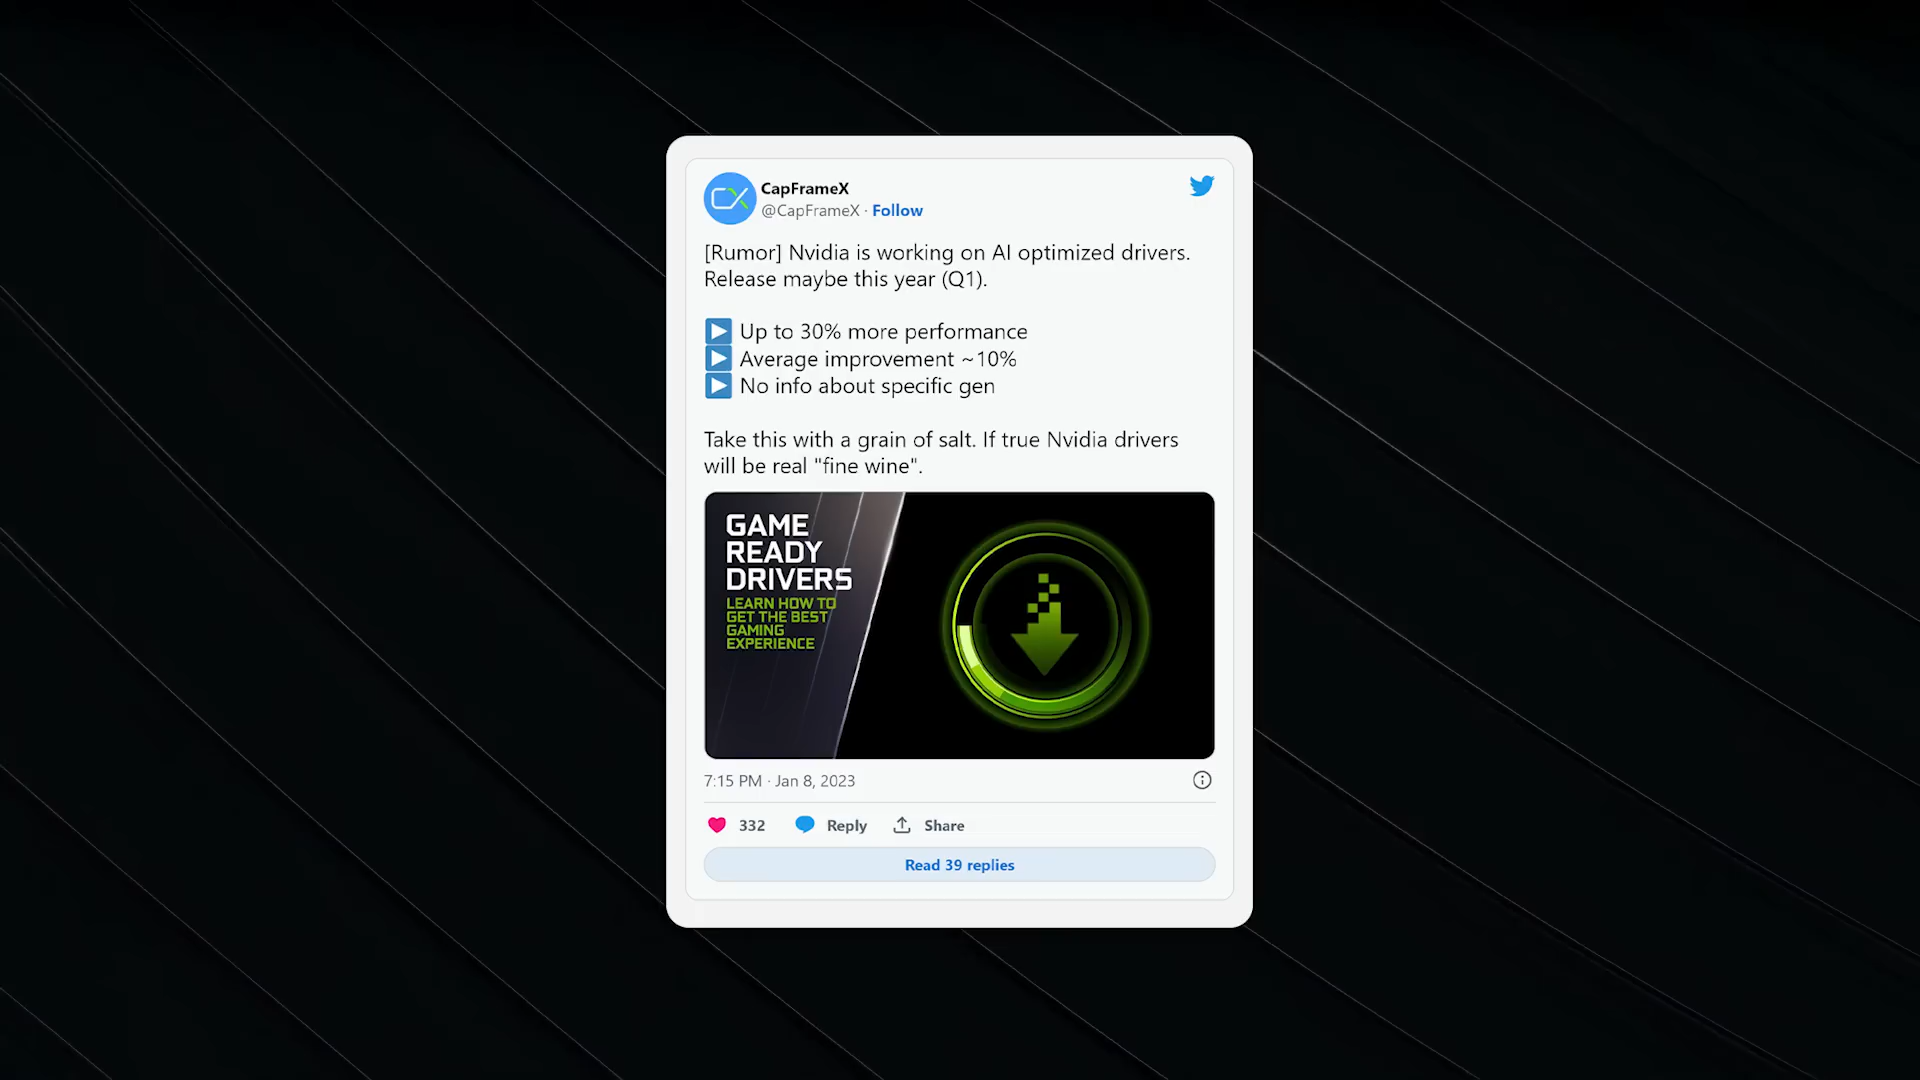 CapFrameX
@CapFrameX · Follow
[Rumor] Nvidia is working on AI optimized drivers.
Release maybe this year (Q1).
▶ Up to 30% more performance
▶ Average improvement ~10%
▶ No info about specific gen
Take this with a grain of salt. If true Nvidia drivers
will be real "fine wine".
GAME
READY
DRIVERS
LEARN HOW TO
GET THE BEST
GAMING
EXPERIENCE
7:15 PM · Jan 8, 2023
332 Reply Share
Read 39 replies